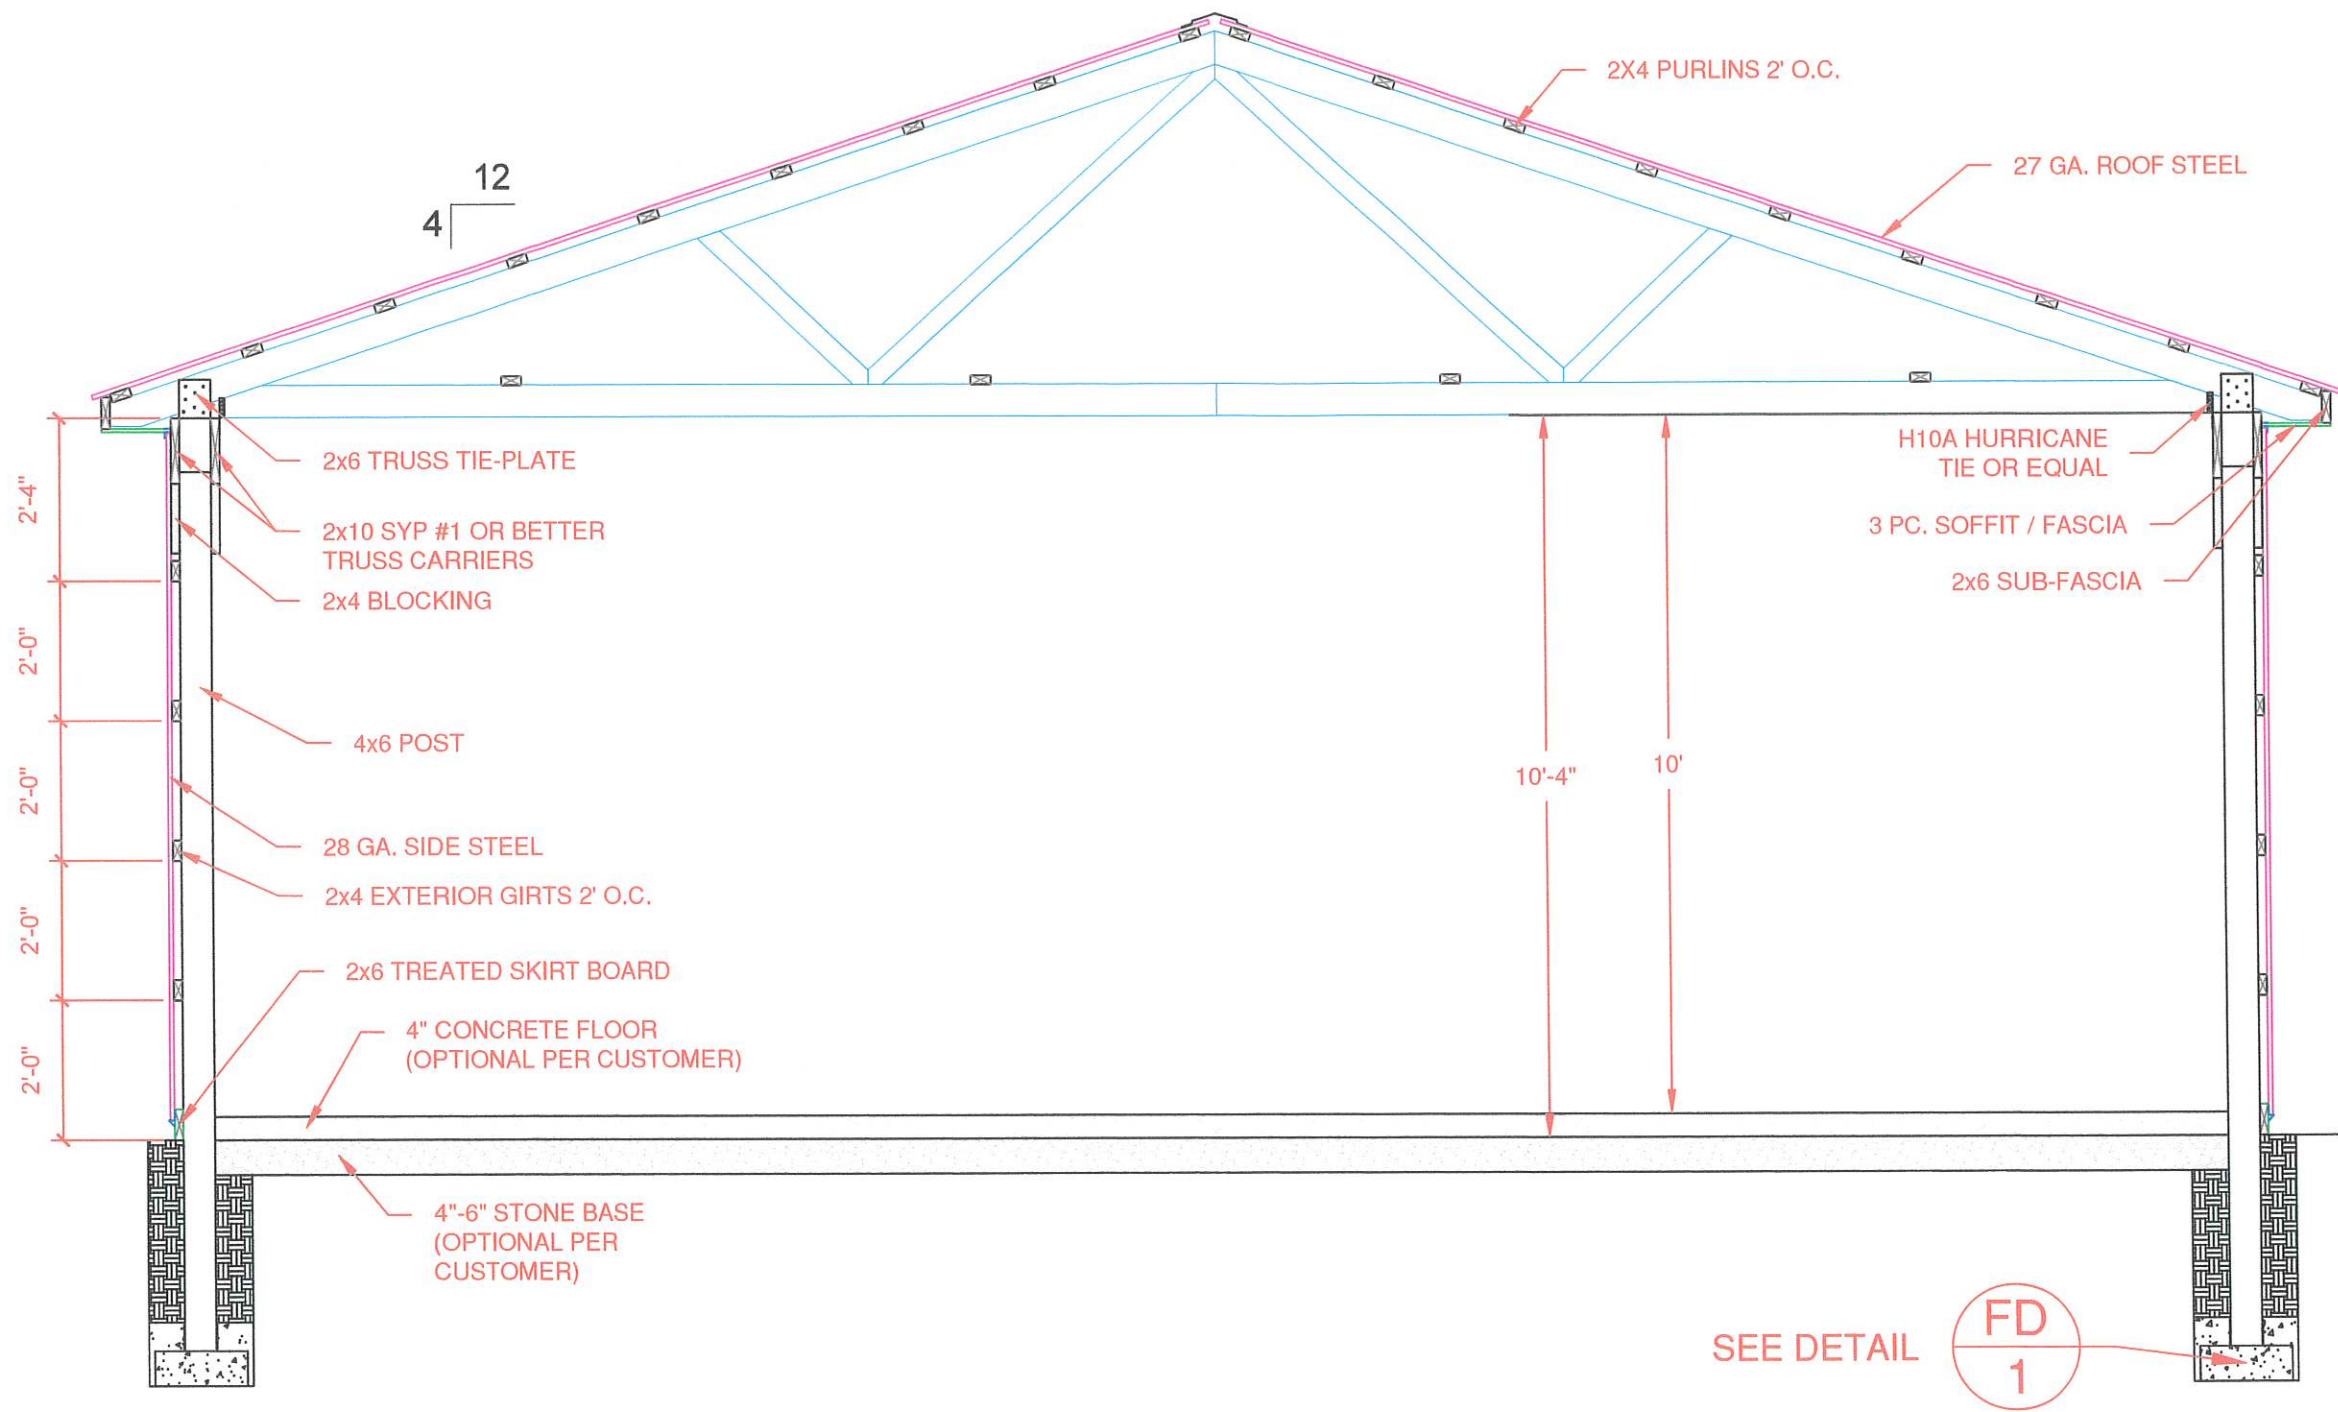 2X4 PURLINS 2' O.C.
27 GA. ROOF STEEL
12
4
2x6 TRUSS TIE-PLATE
2x10 SYP #1 OR BETTER
TRUSS CARRIERS
2x4 BLOCKING
H10A HURRICANE
TIE OR EQUAL
3 PC. SOFFIT / FASCIA
2x6 SUB-FASCIA
2'-4"
2'-0"
2'-0"
2'-0"
2'-0"
4x6 POST
10'-4"
10'
28 GA. SIDE STEEL
2x4 EXTERIOR GIRTS 2' O.C.
2x6 TREATED SKIRT BOARD
4" CONCRETE FLOOR
(OPTIONAL PER CUSTOMER)
4"-6" STONE BASE
(OPTIONAL PER
CUSTOMER)
SEE DETAIL
FD
1